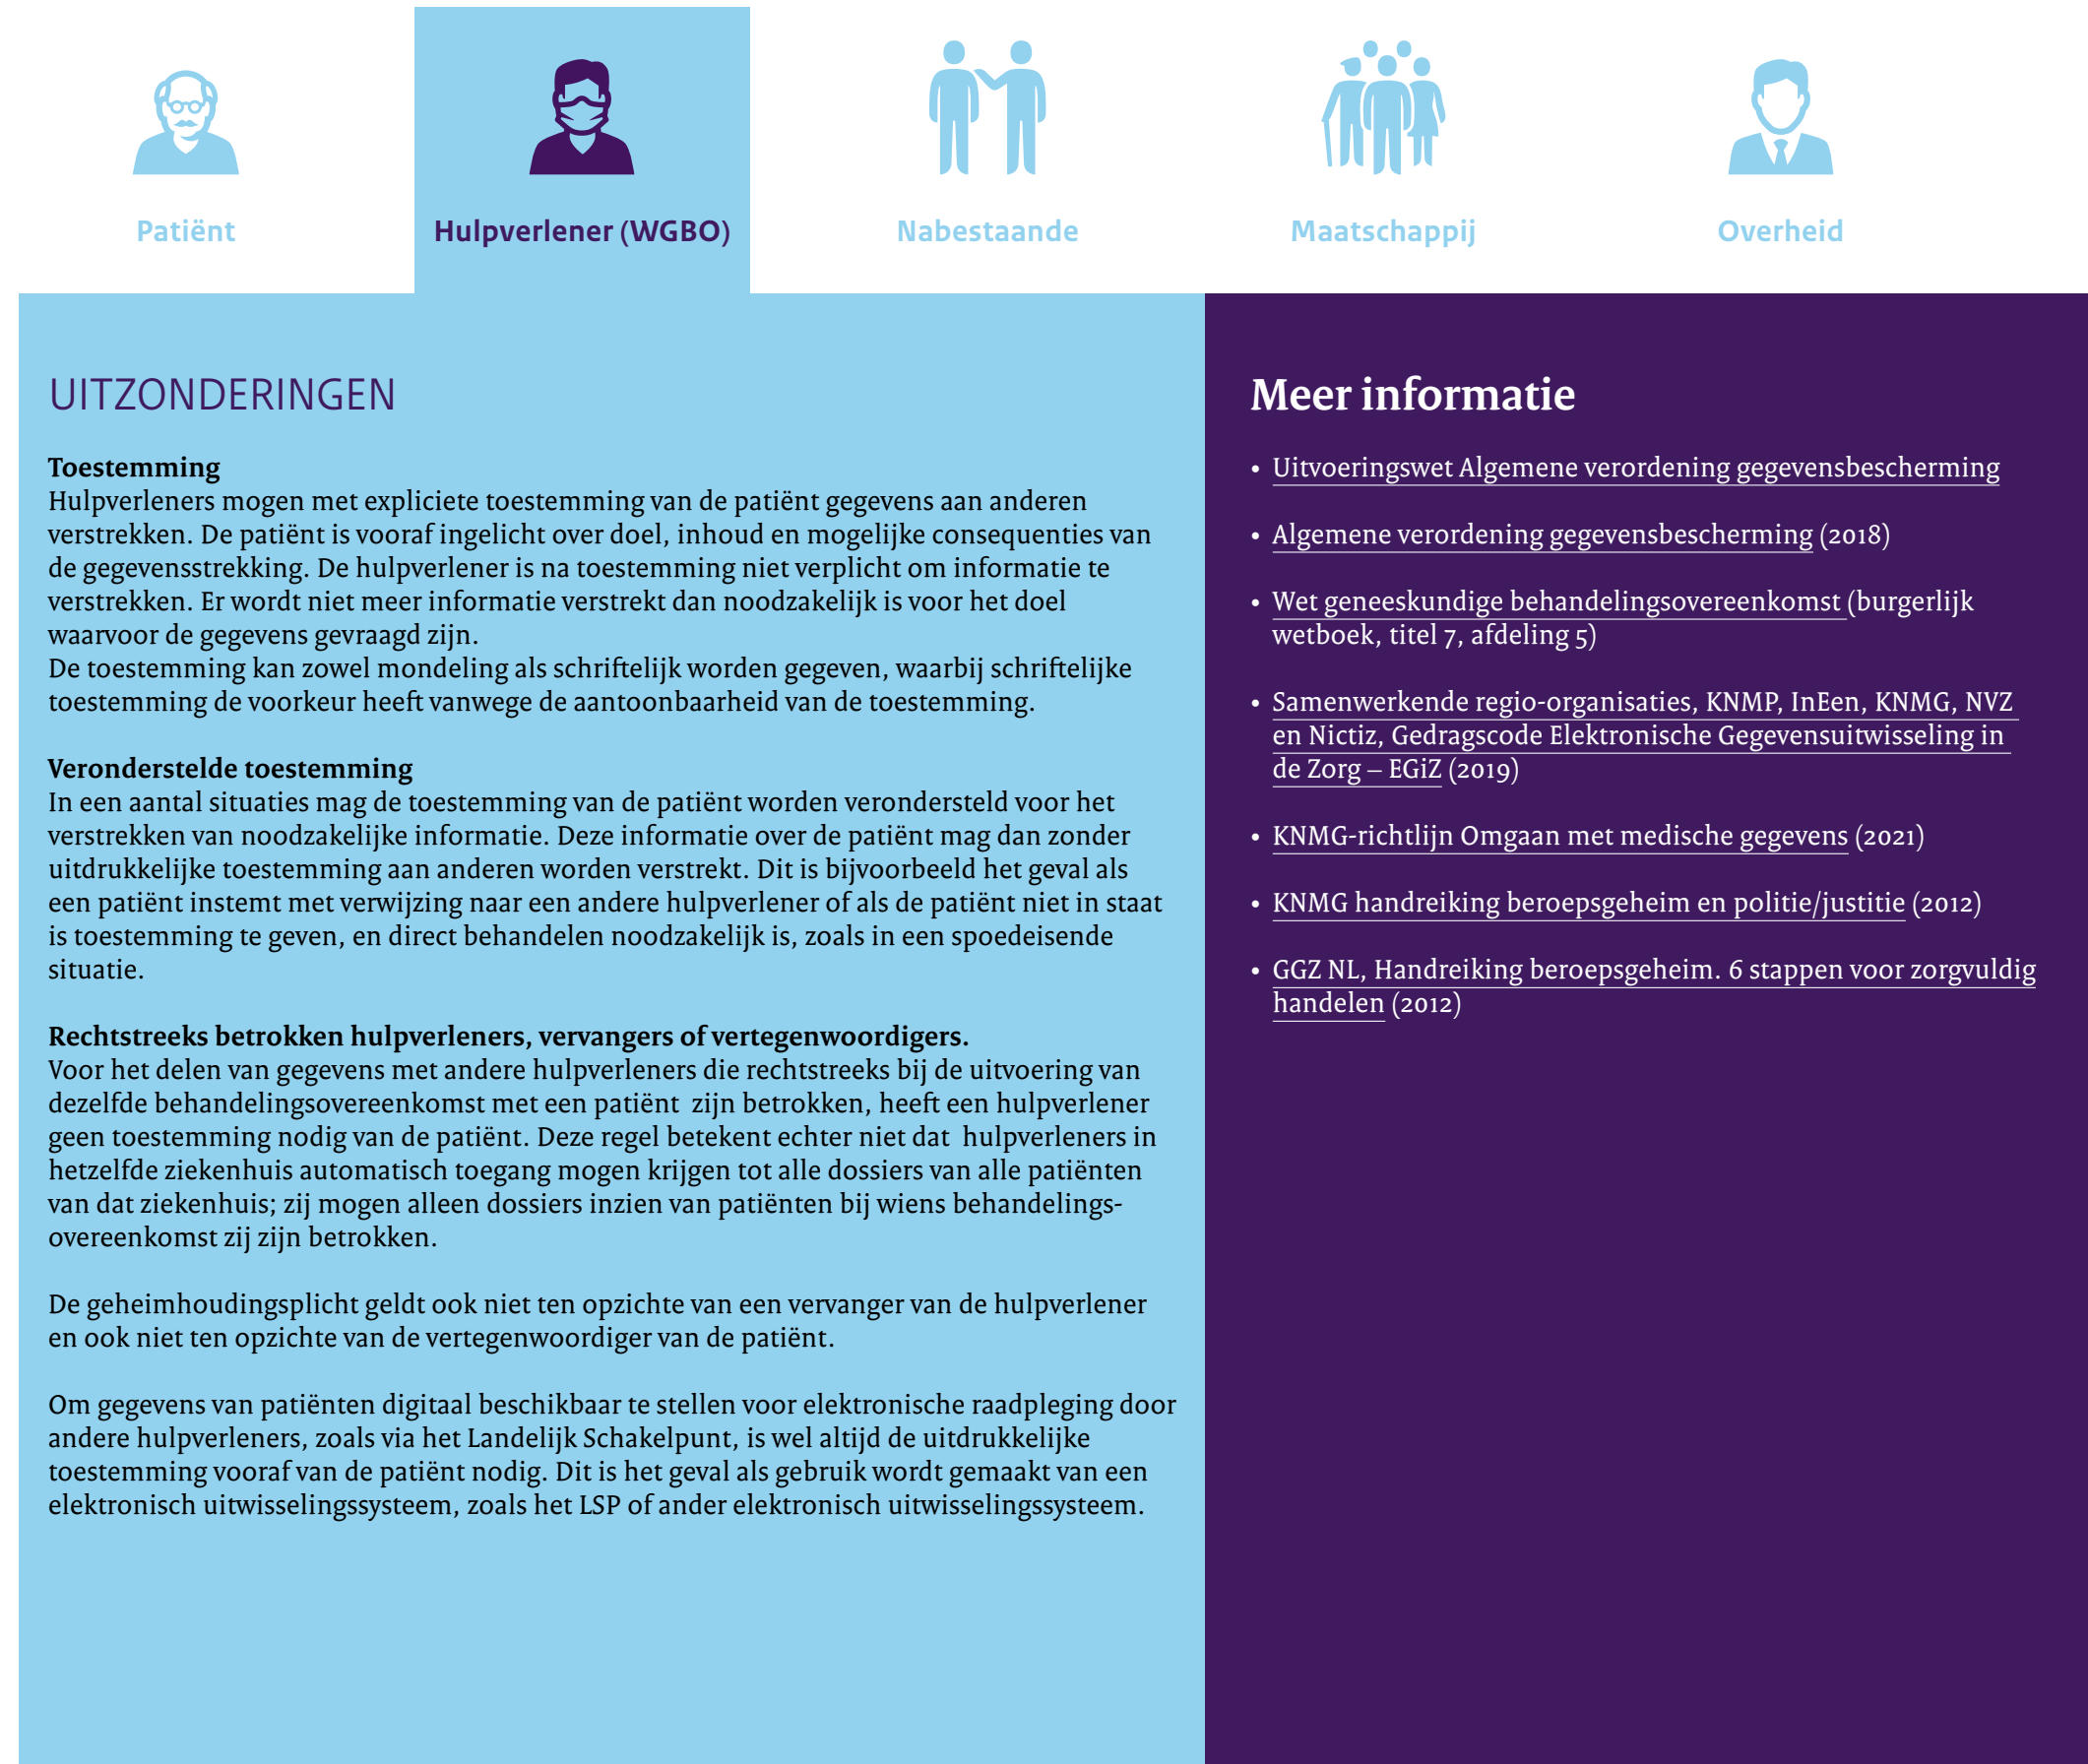 Patiënt
Hulpverlener (WGBO)
Nabestaande
Maatschappij
Overheid
UITZONDERINGEN
Toestemming
Hulpverleners mogen met expliciete toestemming van de patiënt gegevens aan anderen
verstrekken. De patiënt is vooraf ingelicht over doel, inhoud en mogelijke consequenties van
de gegevensstrekking. De hulpverlener is na toestemming niet verplicht om informatie te
verstrekken. Er wordt niet meer informatie verstrekt dan noodzakelijk is voor het doel
waarvoor de gegevens gevraagd zijn.
De toestemming kan zowel mondeling als schriftelijk worden gegeven, waarbij schriftelijke
toestemming de voorkeur heeft vanwege de aantoonbaarheid van de toestemming.
Veronderstelde toestemming
In een aantal situaties mag de toestemming van de patiënt worden verondersteld voor het
verstrekken van noodzakelijke informatie. Deze informatie over de patiënt mag dan zonder
uitdrukkelijke toestemming aan anderen worden verstrekt. Dit is bijvoorbeeld het geval als
een patiënt instemt met verwijzing naar een andere hulpverlener of als de patiënt niet in staat
is toestemming te geven, en direct behandelen noodzakelijk is, zoals in een spoedeisende
situatie.
Rechtstreeks betrokken hulpverleners, vervangers of vertegenwoordigers.
Voor het delen van gegevens met andere hulpverleners die rechtstreeks bij de uitvoering van
dezelfde behandelingsovereenkomst met een patiënt  zijn betrokken, heeft een hulpverlener
geen toestemming nodig van de patiënt. Deze regel betekent echter niet dat  hulpverleners in
hetzelfde ziekenhuis automatisch toegang mogen krijgen tot alle dossiers van alle patiënten
van dat ziekenhuis; zij mogen alleen dossiers inzien van patiënten bij wiens behandelings-
overeenkomst zij zijn betrokken.
De geheimhoudingsplicht geldt ook niet ten opzichte van een vervanger van de hulpverlener
en ook niet ten opzichte van de vertegenwoordiger van de patiënt.
Om gegevens van patiënten digitaal beschikbaar te stellen voor elektronische raadpleging door
andere hulpverleners, zoals via het Landelijk Schakelpunt, is wel altijd de uitdrukkelijke
toestemming vooraf van de patiënt nodig. Dit is het geval als gebruik wordt gemaakt van een
elektronisch uitwisselingssysteem, zoals het LSP of ander elektronisch uitwisselingssysteem.
Meer informatie
• Uitvoeringswet Algemene verordening gegevensbescherming
• Algemene verordening gegevensbescherming (2018)
• Wet geneeskundige behandelingsovereenkomst (burgerlijk
wetboek, titel 7, afdeling 5)
• Samenwerkende regio-organisaties, KNMP, InEen, KNMG, NVZ
en Nictiz, Gedragscode Elektronische Gegevensuitwisseling in
de Zorg – EGiZ (2019)
• KNMG-richtlijn Omgaan met medische gegevens (2021)
• KNMG handreiking beroepsgeheim en politie/justitie (2012)
• GGZ NL, Handreiking beroepsgeheim. 6 stappen voor zorgvuldig
handelen (2012)